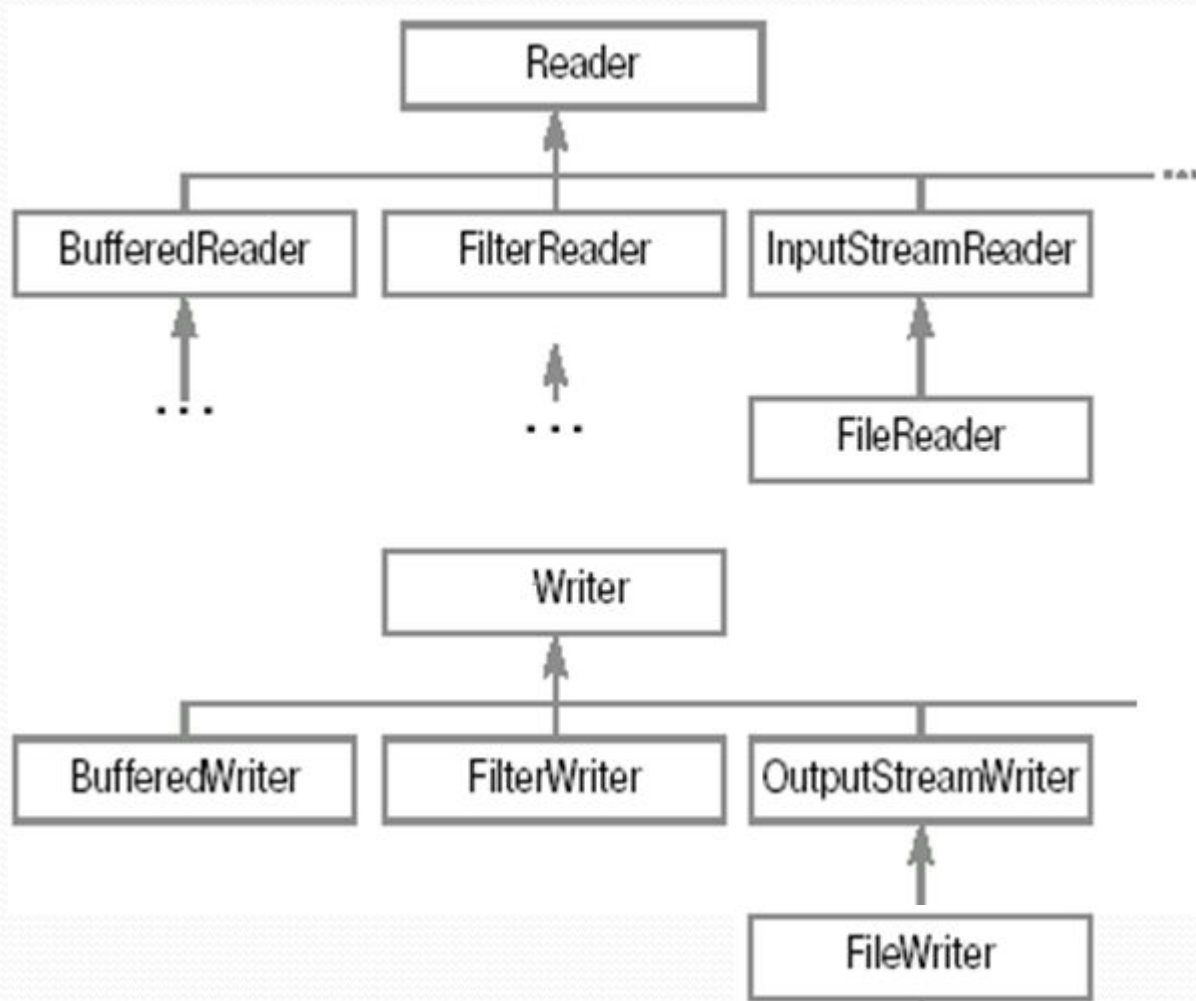 Reader
...
BufferedReader
FilterReader
InputStreamReader
...
...
FileReader
Writer
BufferedWriter
FilterWriter
OutputStreamWriter
FileWriter